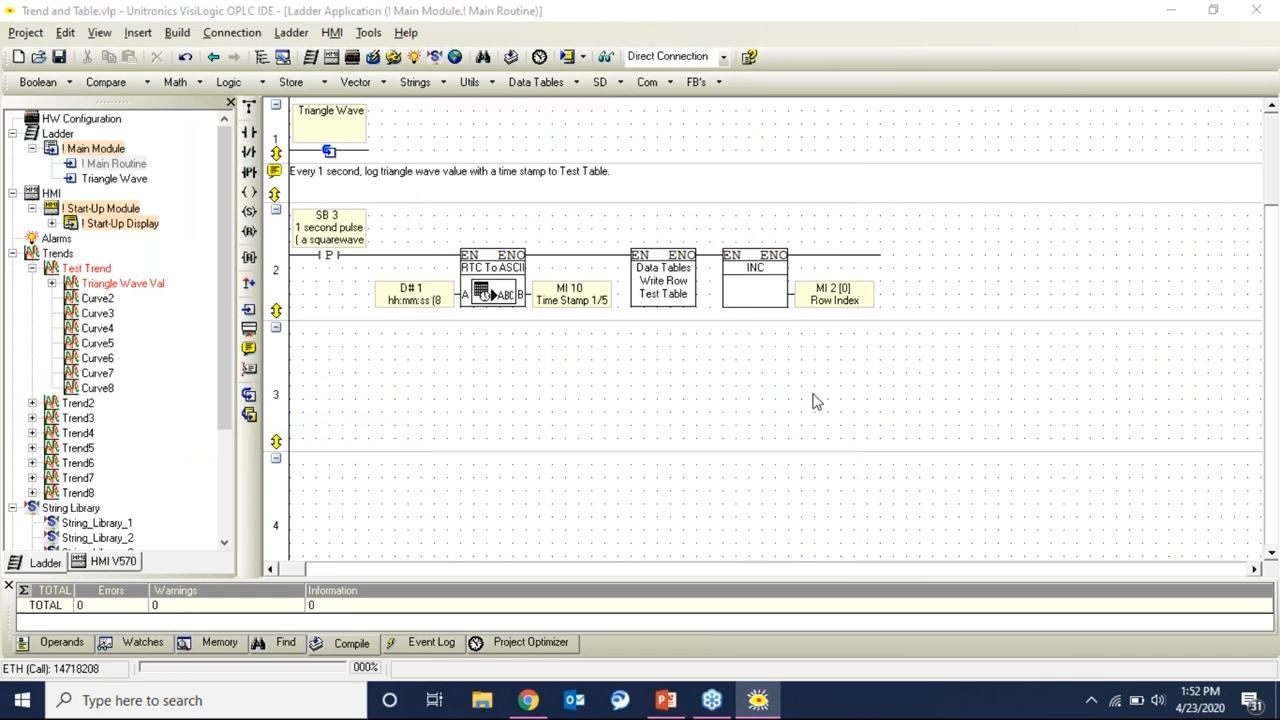 Trend and Table.vlp - Unitronics VisiLogic OPLC IDE - [Ladder Application (! Main Module.! Main Routine)]
Project Edit View Insert Build Connection Ladder HMI Tools Help
Direct Connection
Boolean Compare Math Logic Store Vector Strings Utils Data Tables SD Com FB's
HW Configuration
Ladder
! Main Module
! Main Routine
Triangle Wave
HMI
! Start-Up Module
! Start-Up Display
Alarms
Trends
Test Trend
Triangle Wave Val
Curve2
Curve3
Curve4
Curve5
Curve6
Curve7
Curve8
Trend2
Trend3
Trend4
Trend5
Trend6
Trend7
Trend8
String Library
String_Library_1
String_Library_2
Ladder HMI V570
Triangle Wave
1
Every 1 second, log triangle wave value with a time stamp to Test Table.
SB 3
1 second pulse
( a squarewave
P
2
D# 1
hh:mm:ss (8
EN ENO
RTC To ASCII
A ABC B
MI 10
Time Stamp 1/5
EN ENO
Data Tables
Write Row
Test Table
EN ENO
INC
MI 2 [0]
Row Index
3
4
Σ TOTAL Errors Warnings Information
TOTAL 0 0 0
Operands Watches Memory Find Compile Event Log Project Optimizer
ETH (Call): 14718208 000%
Type here to search
1:52 PM
4/23/2020
31